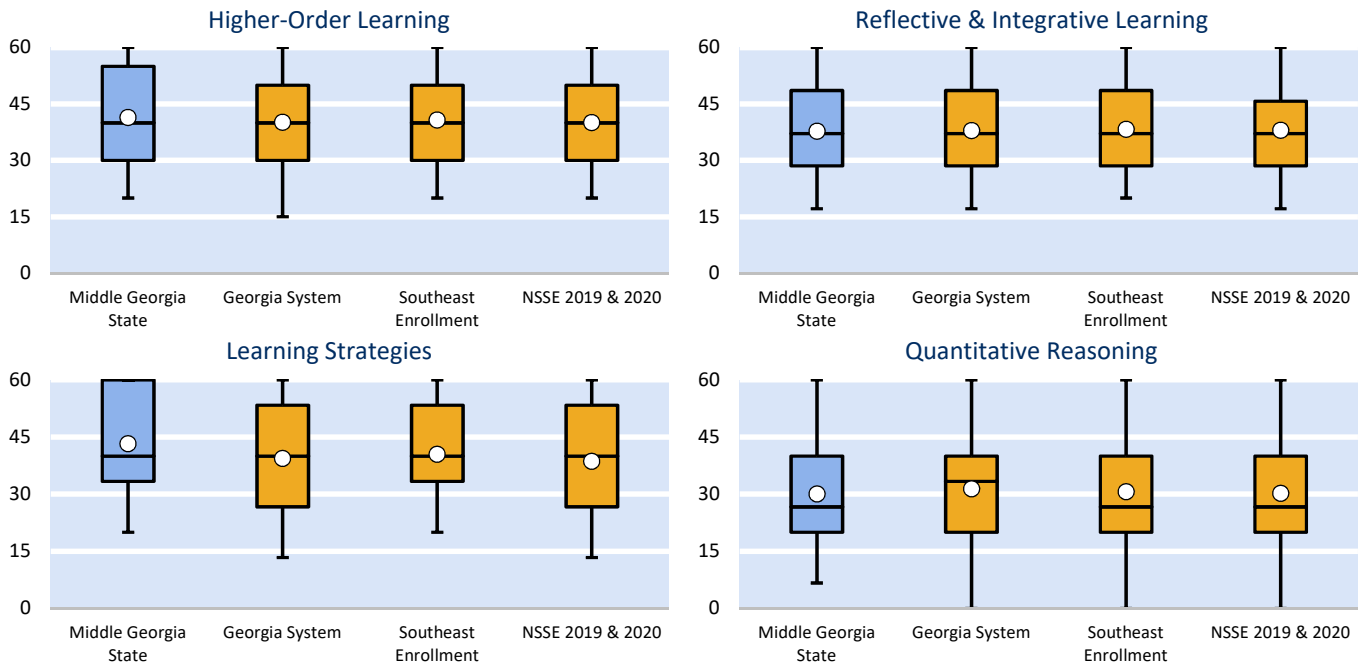 Higher-Order Learning
60
45
30
15
0
Middle Georgia
State
Georgia System
Southeast
Enrollment
NSSE 2019 & 2020
Reflective & Integrative Learning
60
45
30
15
0
Middle Georgia
State
Georgia System
Southeast
Enrollment
NSSE 2019 & 2020
Learning Strategies
60
45
30
15
0
Middle Georgia
State
Georgia System
Southeast
Enrollment
NSSE 2019 & 2020
Quantitative Reasoning
60
45
30
15
0
Middle Georgia
State
Georgia System
Southeast
Enrollment
NSSE 2019 & 2020